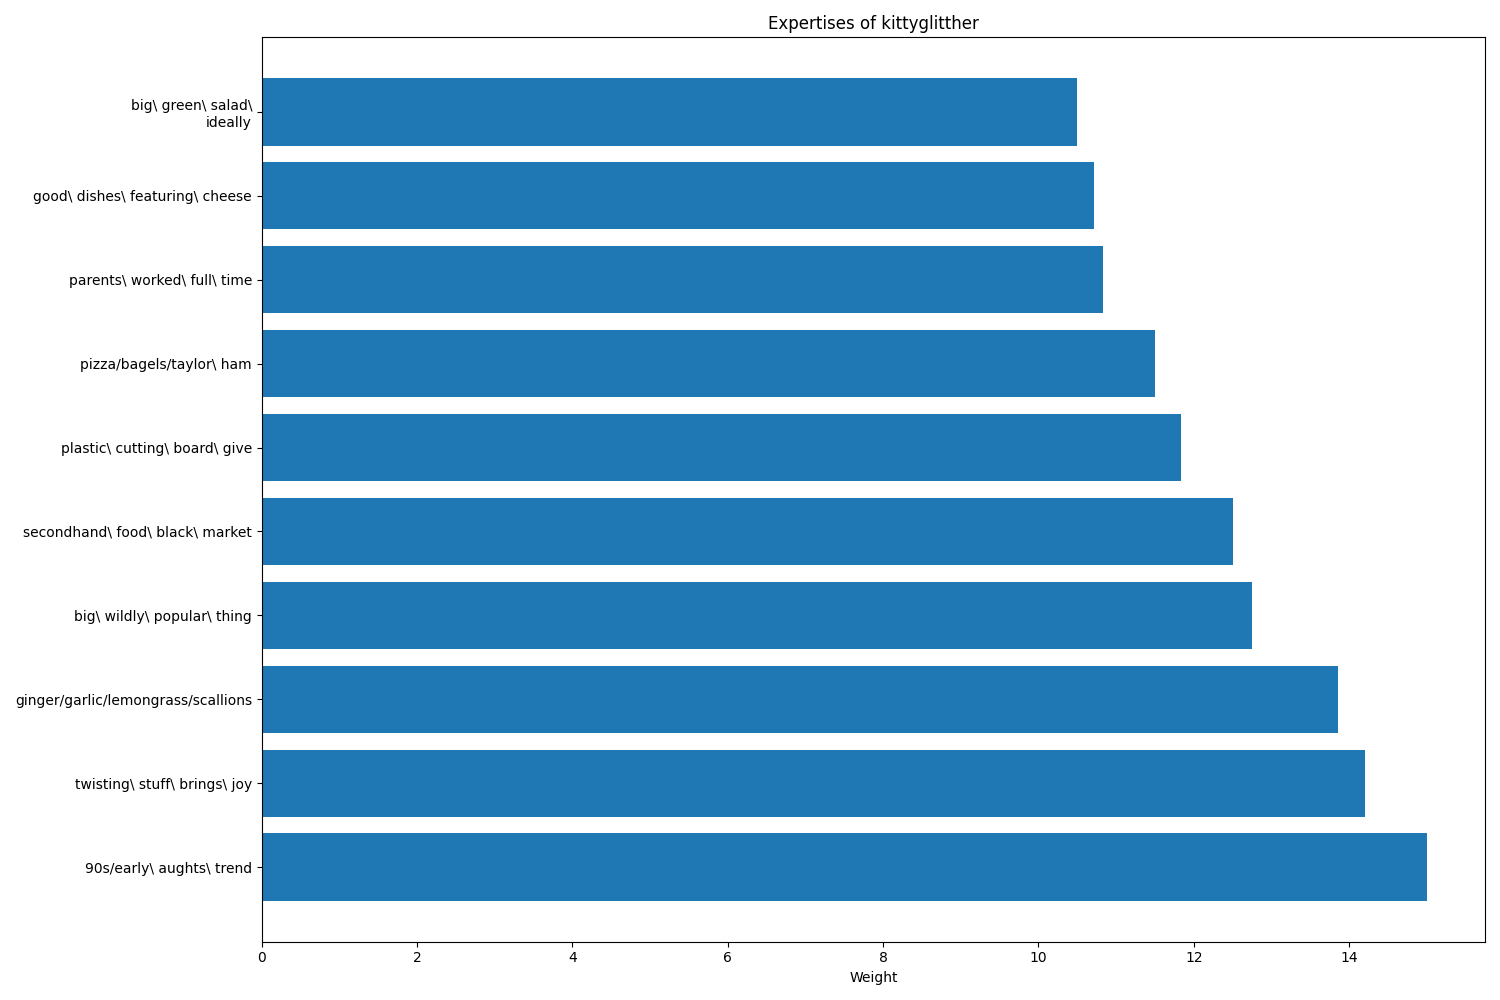 Expertises of kittyglitther
big\ green\ salad\
ideally
good\ dishes\ featuring\ cheese
parents\ worked\ full\ time
pizza/bagels/taylor\ ham
plastic\ cutting\ board\ give
secondhand\ food\ black\ market
big\ wildly\ popular\ thing
ginger/garlic/lemongrass/scallions
twisting\ stuff\ brings\ joy
90s/early\ aughts\ trend
0 2 4 6 8 10 12 14
Weight